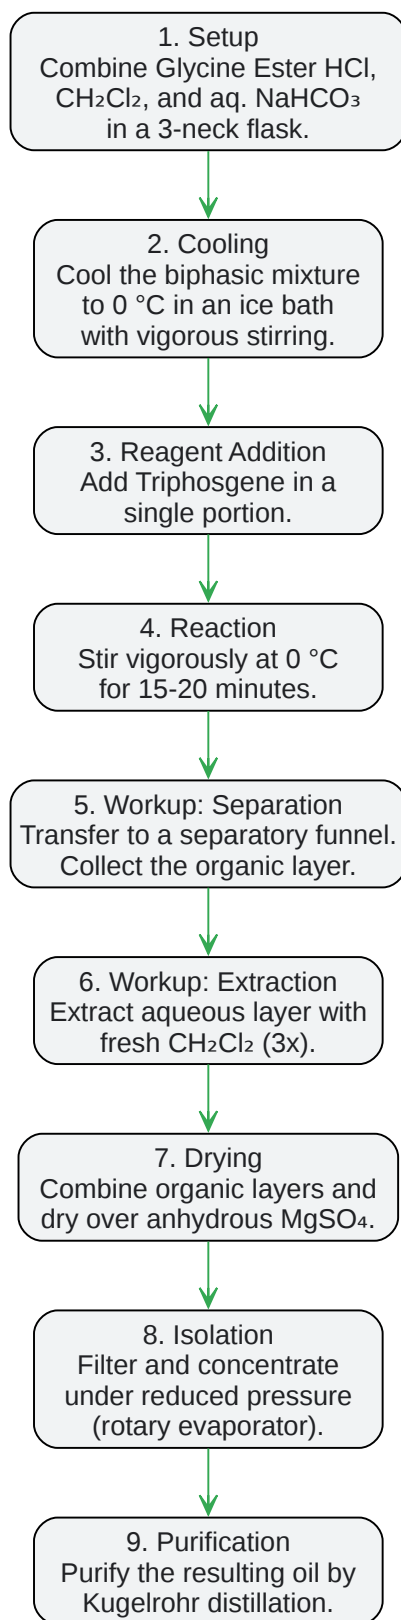 1. Setup
Combine Glycine Ester HCl,
CH₂Cl₂, and aq. NaHCO₃
in a 3-neck flask.
2. Cooling
Cool the biphasic mixture
to 0 °C in an ice bath
with vigorous stirring.
3. Reagent Addition
Add Triphosgene in a
single portion.
4. Reaction
Stir vigorously at 0 °C
for 15-20 minutes.
5. Workup: Separation
Transfer to a separatory funnel.
Collect the organic layer.
6. Workup: Extraction
Extract aqueous layer with
fresh CH₂Cl₂ (3x).
7. Drying
Combine organic layers and
dry over anhydrous MgSO₄.
8. Isolation
Filter and concentrate
under reduced pressure
(rotary evaporator).
9. Purification
Purify the resulting oil by
Kugelrohr distillation.